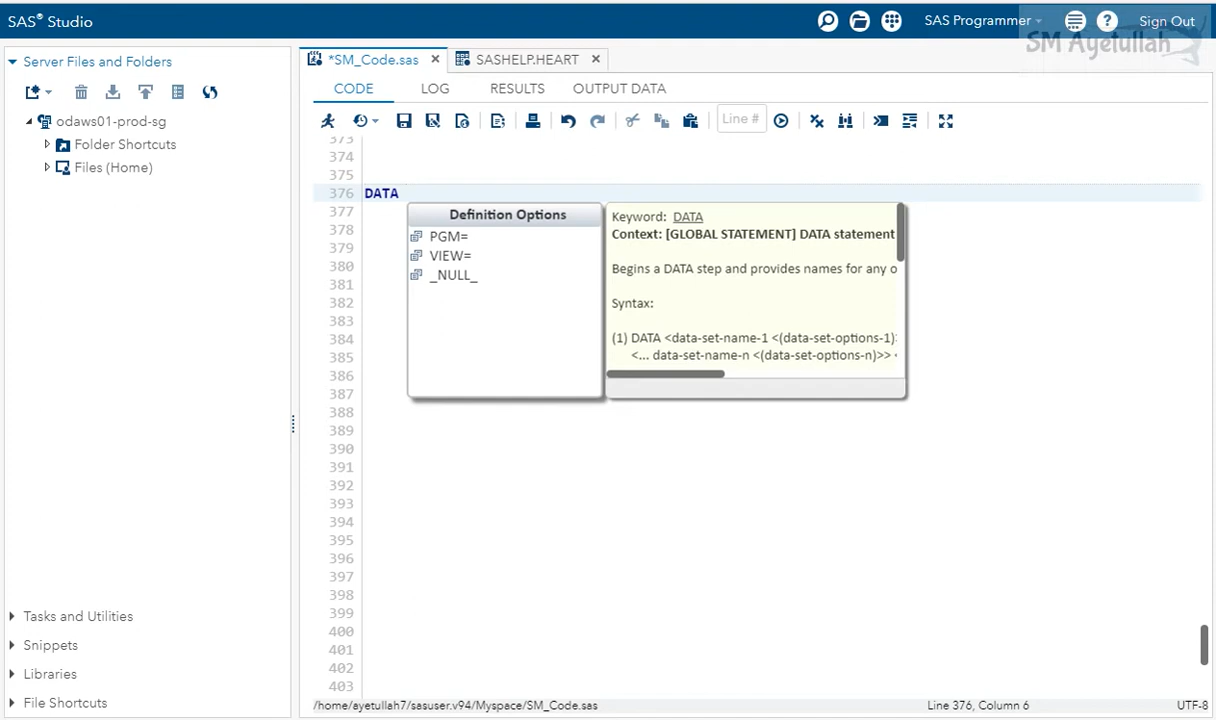 SAS® Studio
SAS Programmer
Sign Out
SM Ayetullah
Server Files and Folders
odaws01-prod-sg
Folder Shortcuts
Files (Home)
Tasks and Utilities
Snippets
Libraries
File Shortcuts
*SM_Code.sas
SASHELP.HEART
CODE
LOG
RESULTS
OUTPUT DATA
Line #
373
374
375
376 DATA
377
378
379
380
381
382
383
384
385
386
387
388
389
390
391
392
393
394
395
396
397
398
399
400
401
402
403
Definition Options
PGM=
VIEW=
_NULL_
Keyword: DATA
Context: [GLOBAL STATEMENT] DATA statement
Begins a DATA step and provides names for any o
Syntax:
(1) DATA <data-set-name-1 <(data-set-options-1)
<... data-set-name-n <(data-set-options-n)>> <
/home/ayetullah7/sasuser.v94/Myspace/SM_Code.sas
Line 376, Column 6
UTF-8